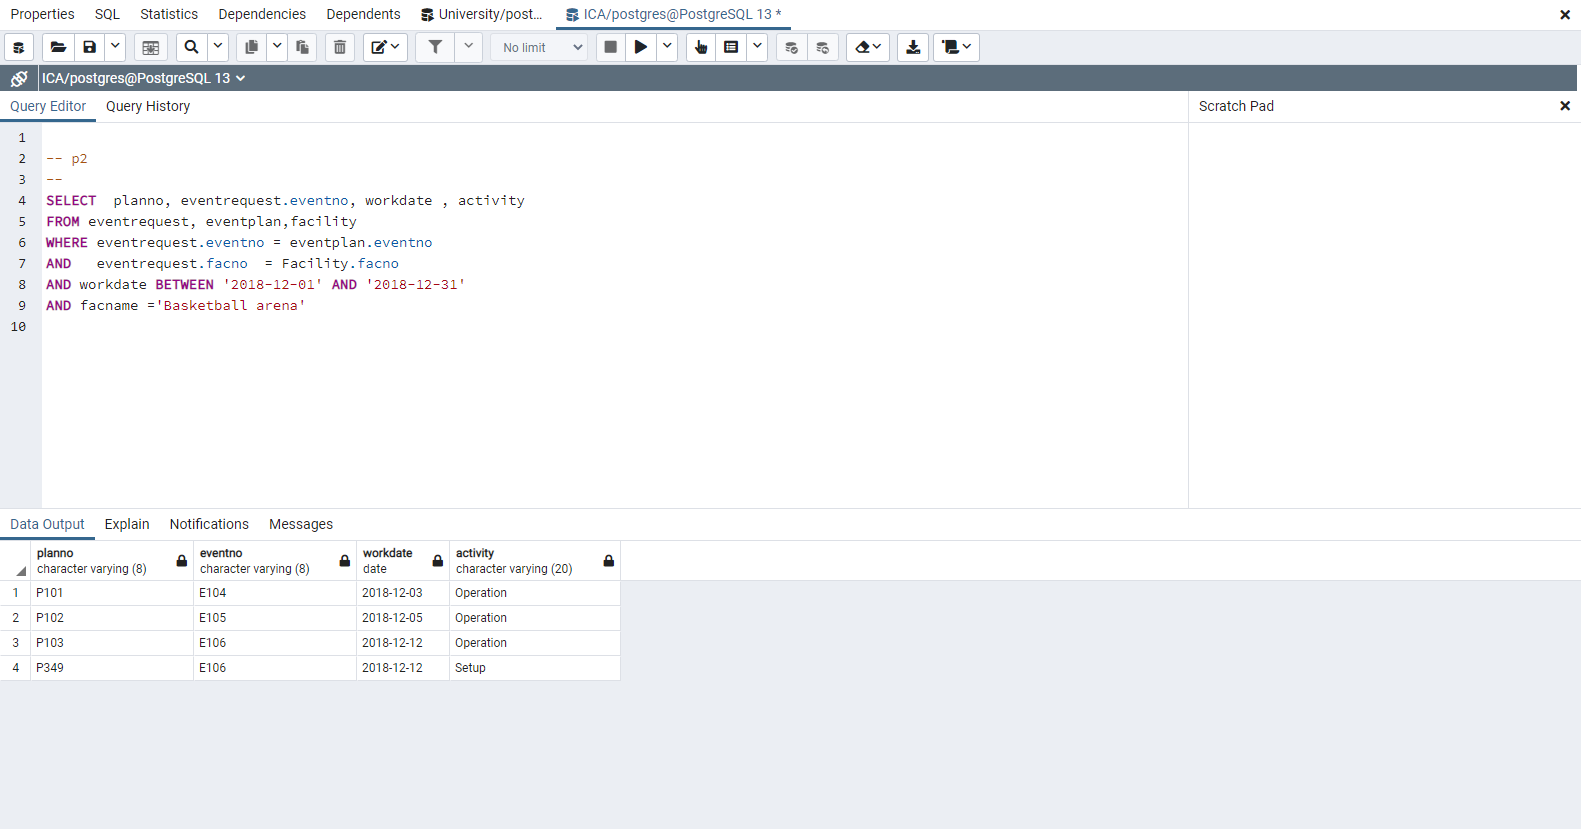 Properties SQL Statistics Dependencies Dependents University/post... ICA/postgres@PostgreSQL 13 *
No limit
ICA/postgres@PostgreSQL 13
Query Editor Query History Scratch Pad
1
2 -- p2
3 --
4 SELECT  planno, eventrequest.eventno, workdate , activity
5 FROM eventrequest, eventplan,facility
6 WHERE eventrequest.eventno = eventplan.eventno
7 AND   eventrequest.facno  = Facility.facno
8 AND workdate BETWEEN '2018-12-01' AND '2018-12-31'
9 AND facname ='Basketball arena'
10
Data Output Explain Notifications Messages
planno eventno workdate activity
character varying (8) character varying (8) date character varying (20)
1 P101 E104 2018-12-03 Operation
2 P102 E105 2018-12-05 Operation
3 P103 E106 2018-12-12 Operation
4 P349 E106 2018-12-12 Setup